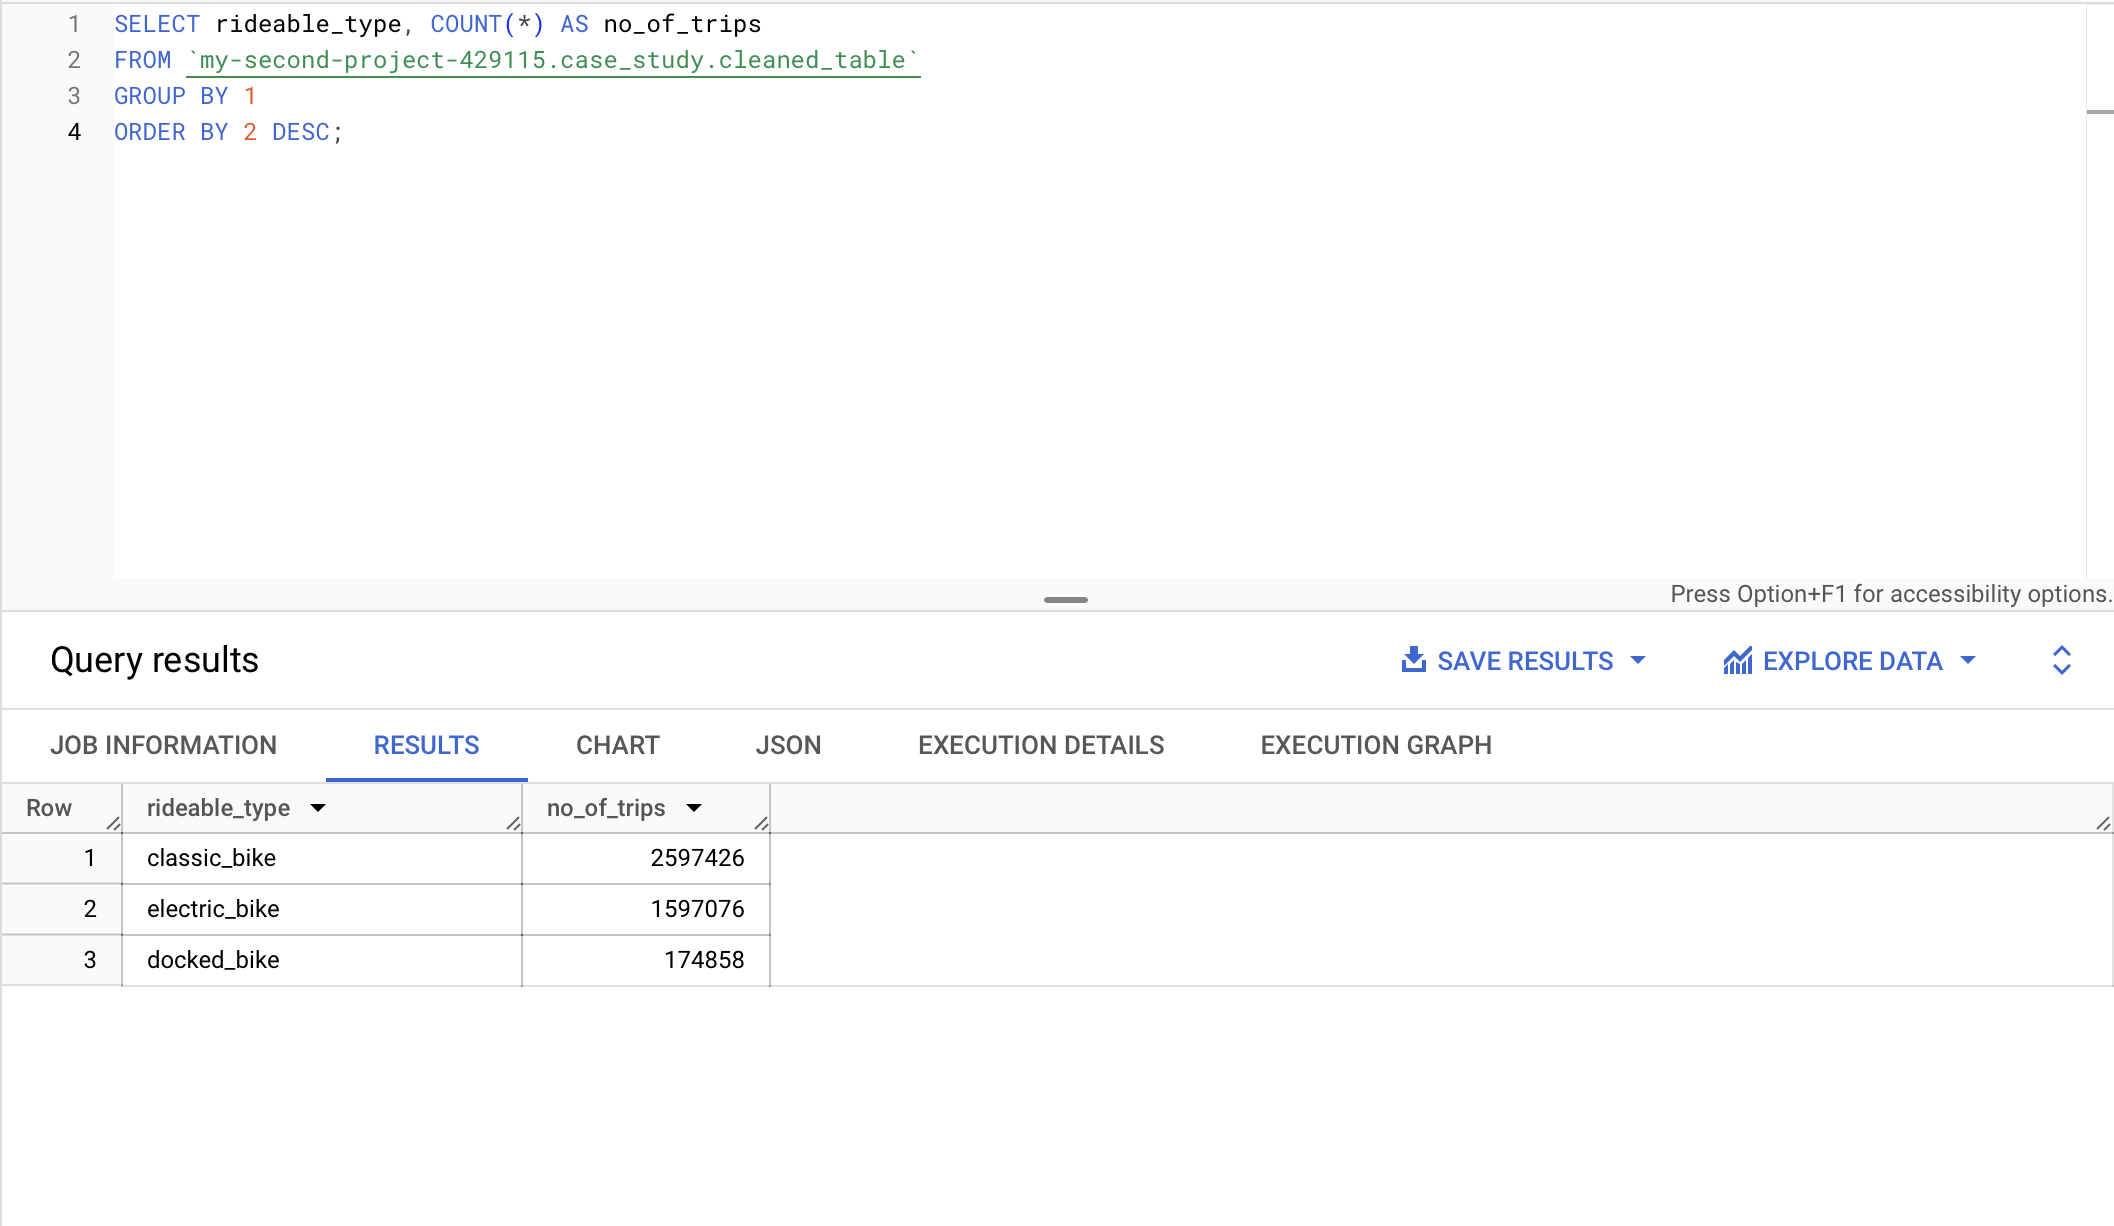 1 SELECT rideable_type, COUNT(*) AS no_of_trips
2 FROM `my-second-project-429115.case_study.cleaned_table`
3 GROUP BY 1
4 ORDER BY 2 DESC;
Press Option+F1 for accessibility options.
Query results SAVE RESULTS EXPLORE DATA
JOB INFORMATION RESULTS CHART JSON EXECUTION DETAILS EXECUTION GRAPH
Row rideable_type no_of_trips
1 classic_bike 2597426
2 electric_bike 1597076
3 docked_bike 174858